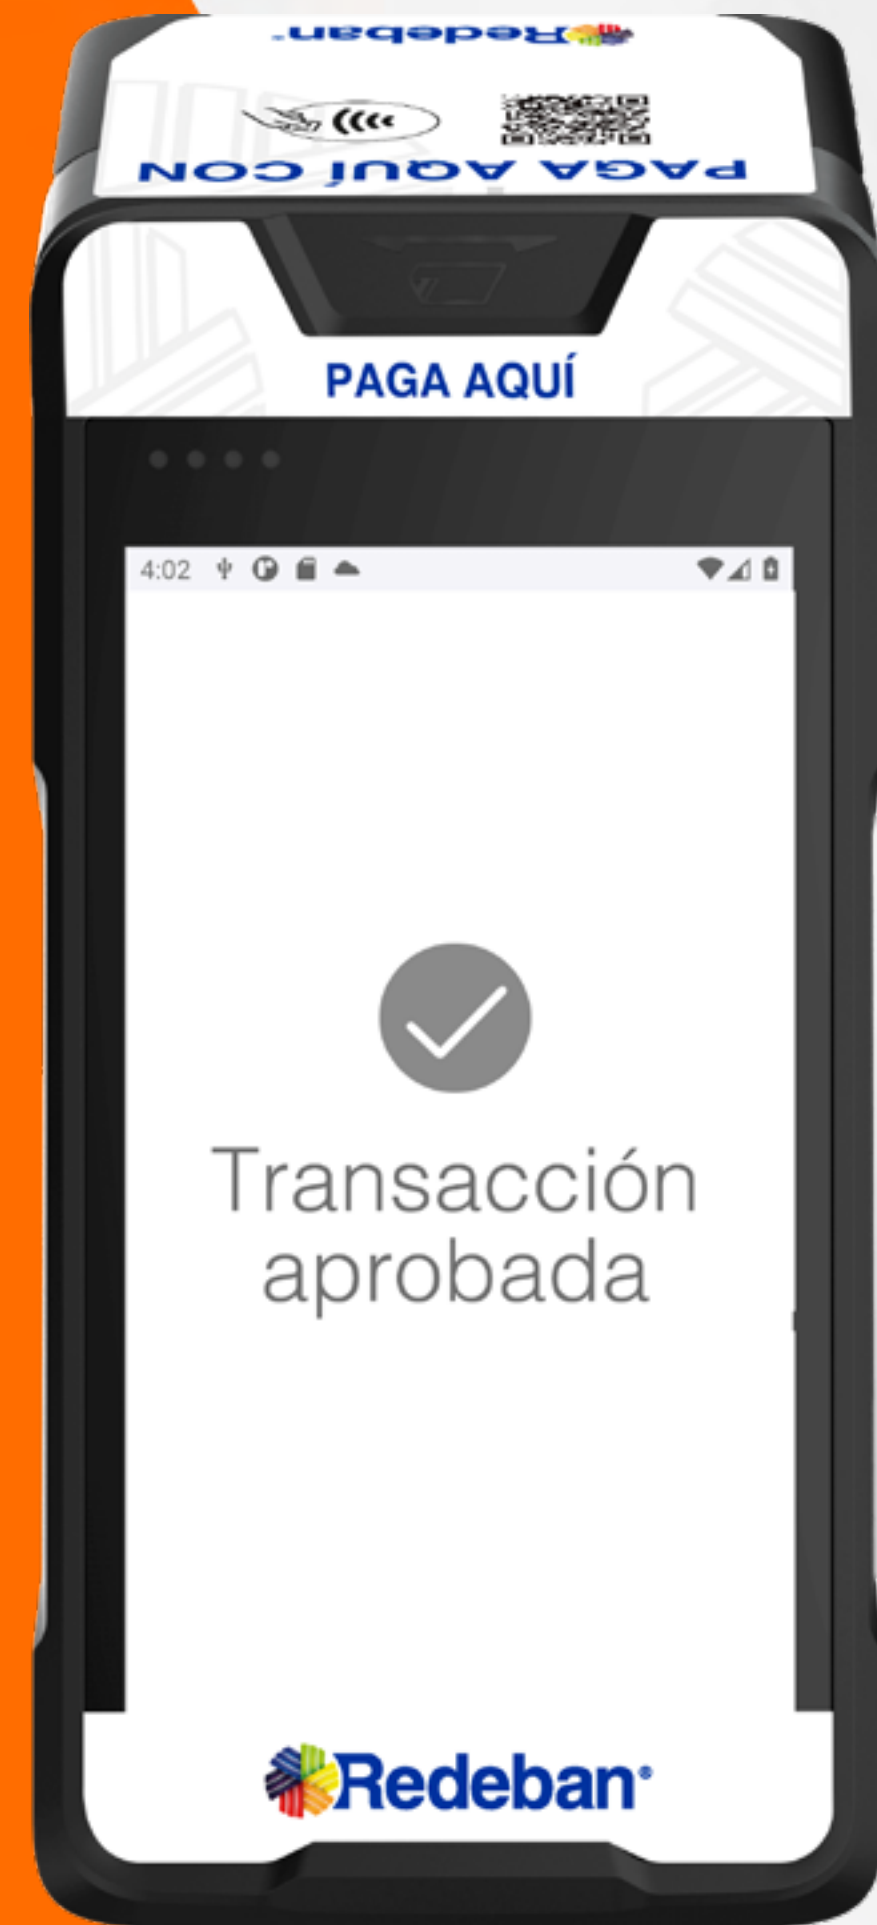 Redeban
PAGA AQUÍ CON
PAGA AQUÍ
4:02
Transacción
aprobada
Redeban®